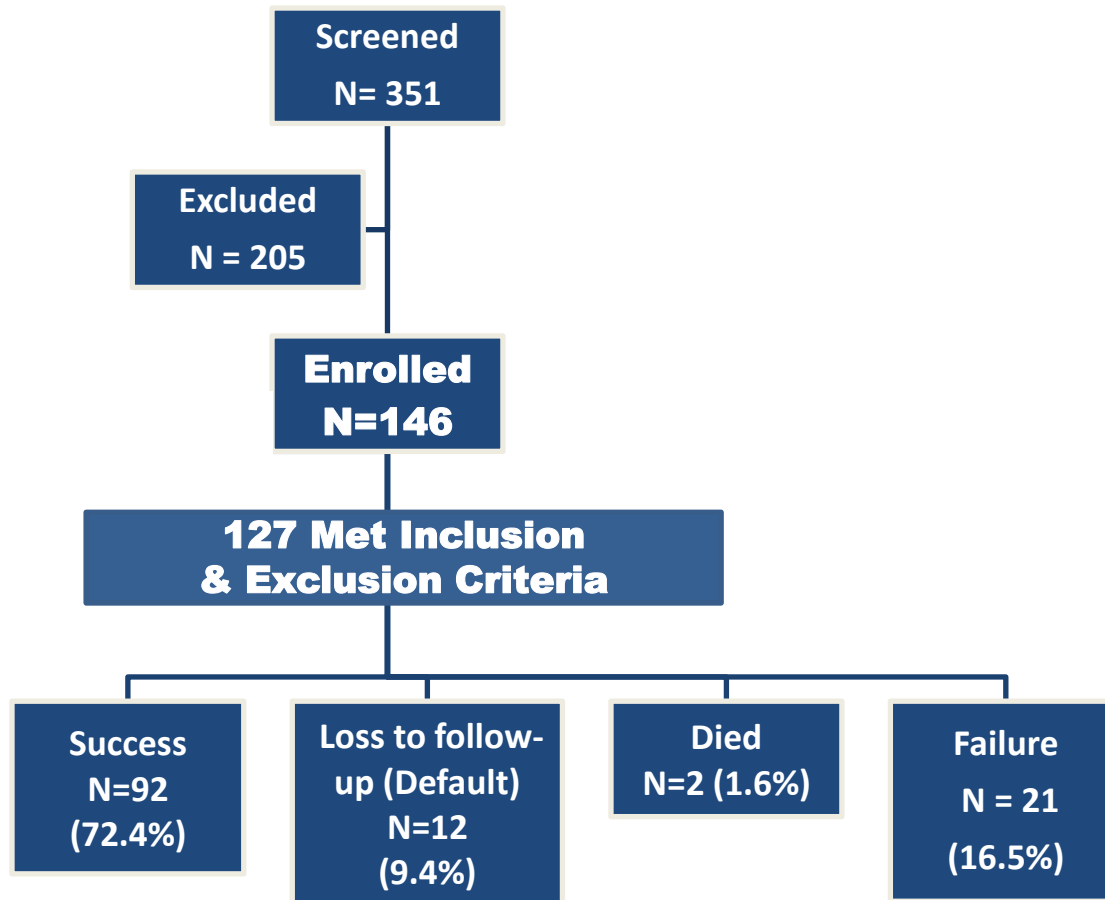 Screened
N= 351
Excluded
N = 205
Enrolled
N=146
127 Met Inclusion
& Exclusion Criteria
Success
N=92
(72.4%)
Loss to follow-
up (Default)
N=12
(9.4%)
Died
N=2 (1.6%)
Failure
N = 21
(16.5%)